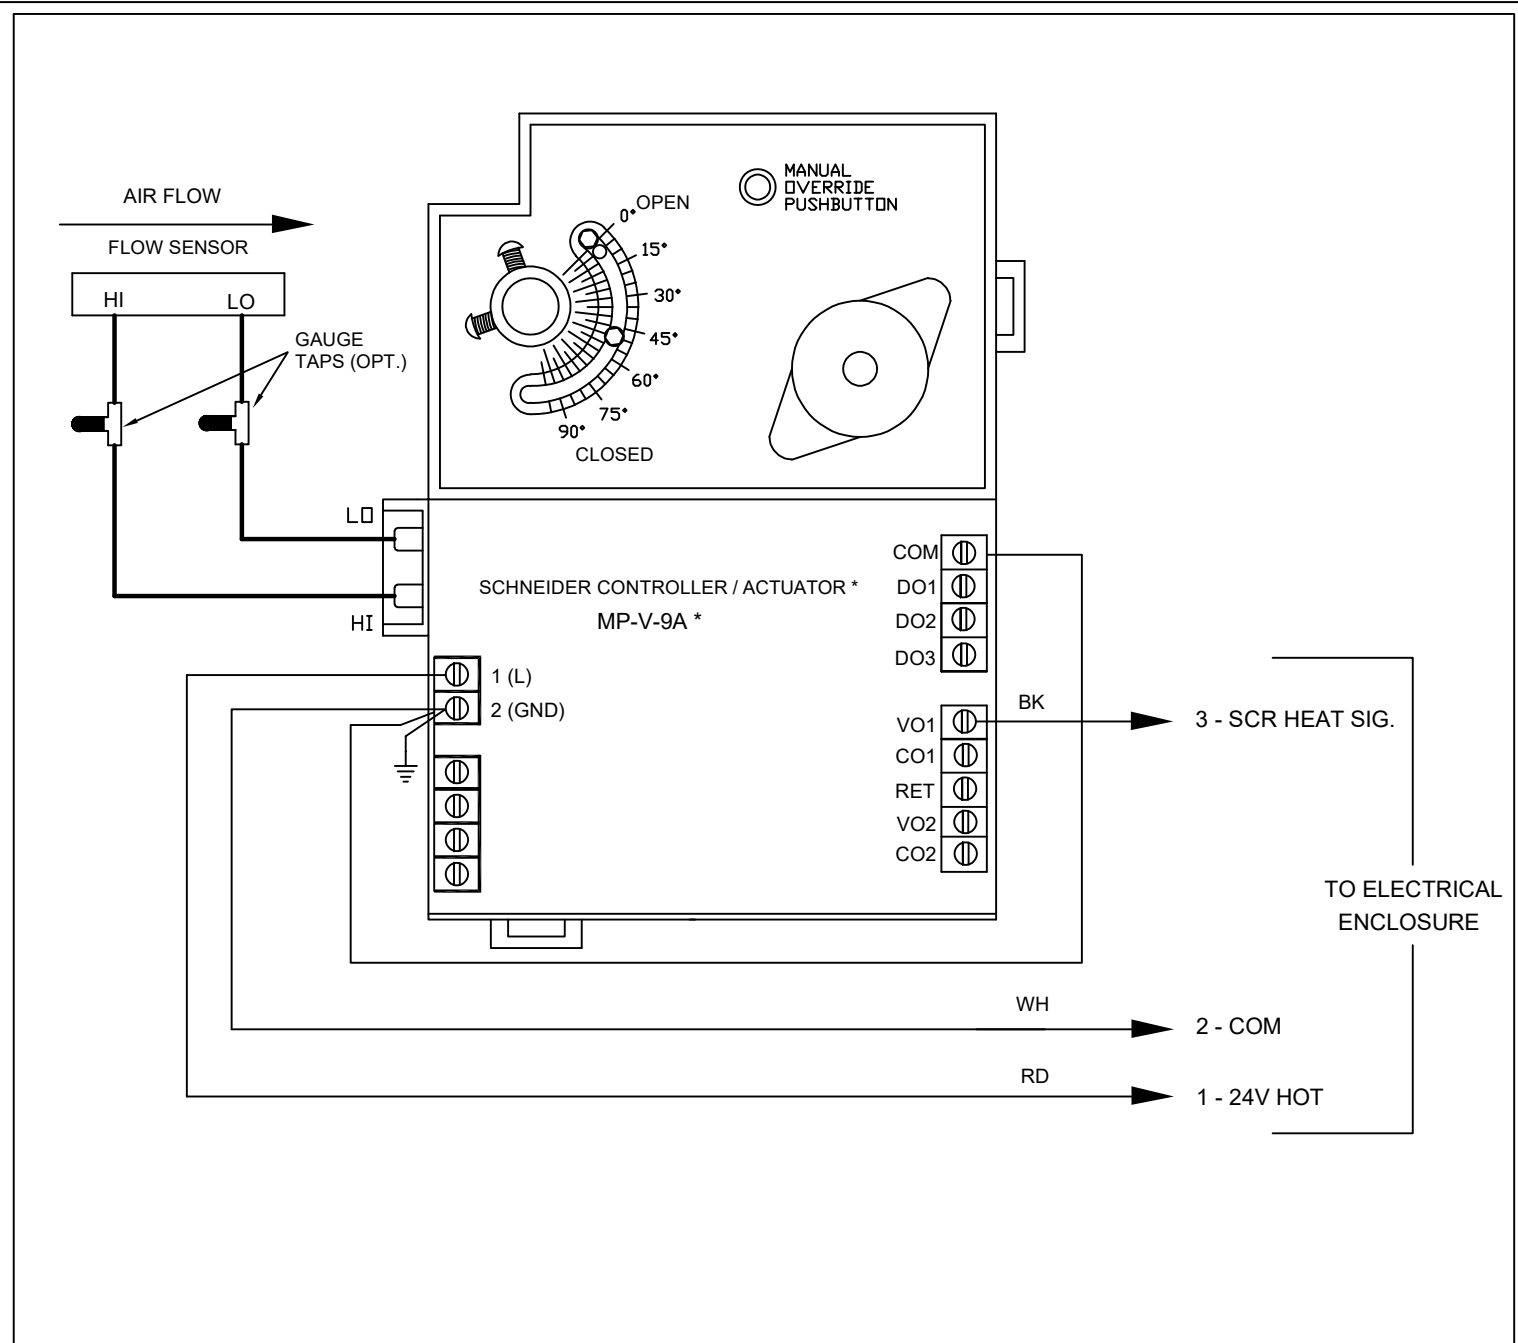 AIR FLOW
FLOW SENSOR
HI
LO
GAUGE
TAPS (OPT.)
MANUAL
OVERRIDE
PUSHBUTTON
OPEN
0°
15°
30°
45°
60°
75°
90°
CLOSED
LO
HI
SCHNEIDER CONTROLLER / ACTUATOR *
MP-V-9A *
1 (L)
2 (GND)
COM
DO1
DO2
DO3
VO1
CO1
RET
VO2
CO2
BK
3 - SCR HEAT SIG.
TO ELECTRICAL
ENCLOSURE
WH
2 - COM
RD
1 - 24V HOT